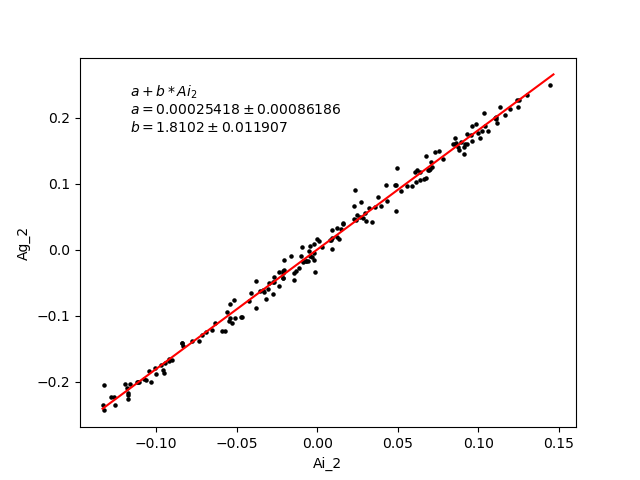 a + b * Ai₂
a = 0.00025418 ± 0.00086186
b = 1.8102 ± 0.011907
Ag_2
0.2
0.1
0.0
−0.1
−0.2
−0.10
−0.05
0.00
0.05
0.10
0.15
Ai_2